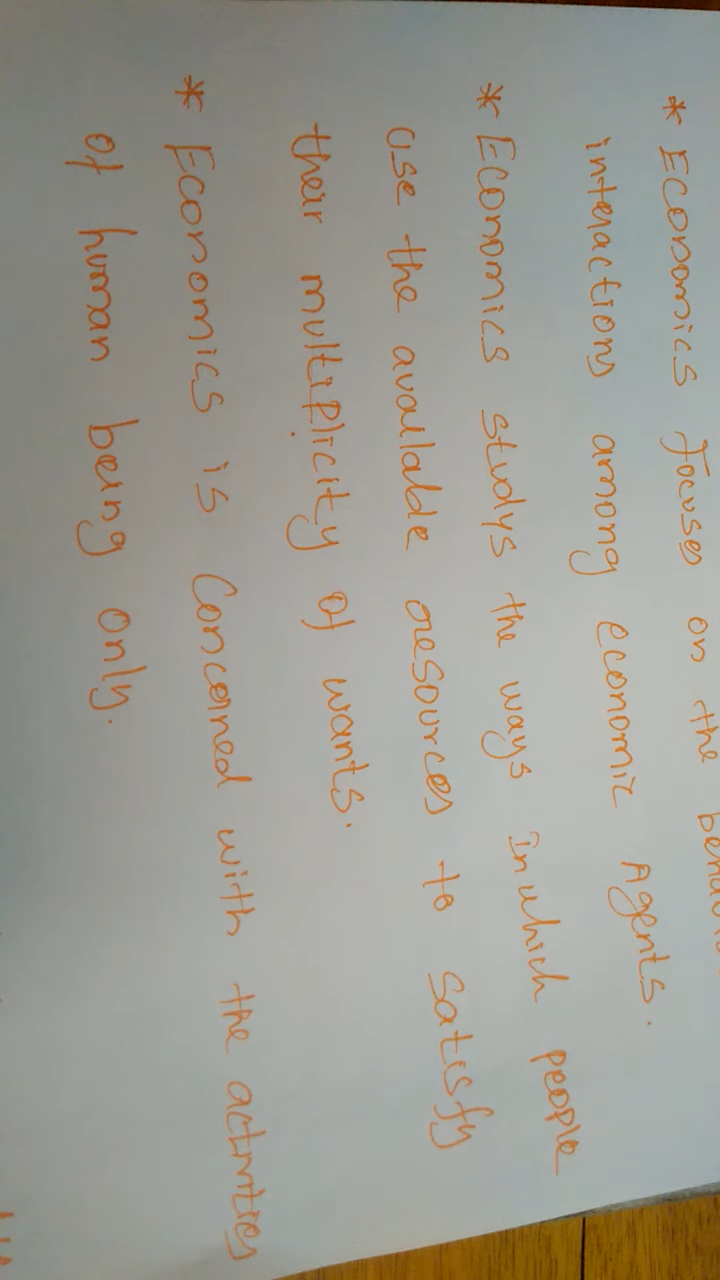 * Economics focuses on the
interactions among economic Agents.
* Economics studys the ways in which people
use the available resources to satisfy
their multiplicity of wants.
* Economics is concerned with the activities
of human being only.